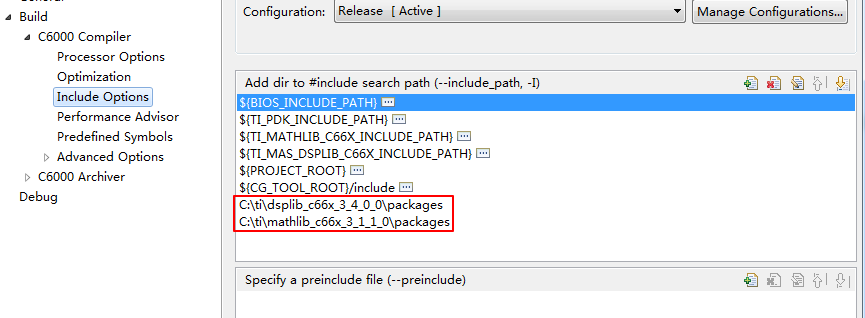 Build
C6000 Compiler
Processor Options
Optimization
Include Options
Performance Advisor
Predefined Symbols
Advanced Options
C6000 Archiver
Debug
Configuration: Release [ Active ] Manage Configurations...
Add dir to #include search path (--include_path, -I)
${BIOS_INCLUDE_PATH}
${TI_PDK_INCLUDE_PATH}
${TI_MATHLIB_C66X_INCLUDE_PATH}
${TI_MAS_DSPLIB_C66X_INCLUDE_PATH}
${PROJECT_ROOT}
${CG_TOOL_ROOT}/include
C:\ti\dsplib_c66x_3_4_0_0\packages
C:\ti\mathlib_c66x_3_1_1_0\packages
Specify a preinclude file (--preinclude)